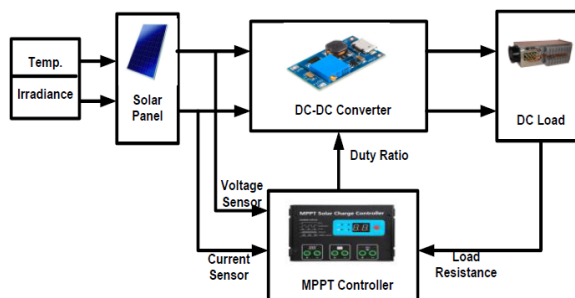 Temp.
Irradiance
Solar
Panel
DC-DC Converter
DC Load
Duty Ratio
Voltage
Sensor
MPPT Solar Charge Controller
Current
Sensor
Load
Resistance
MPPT Controller